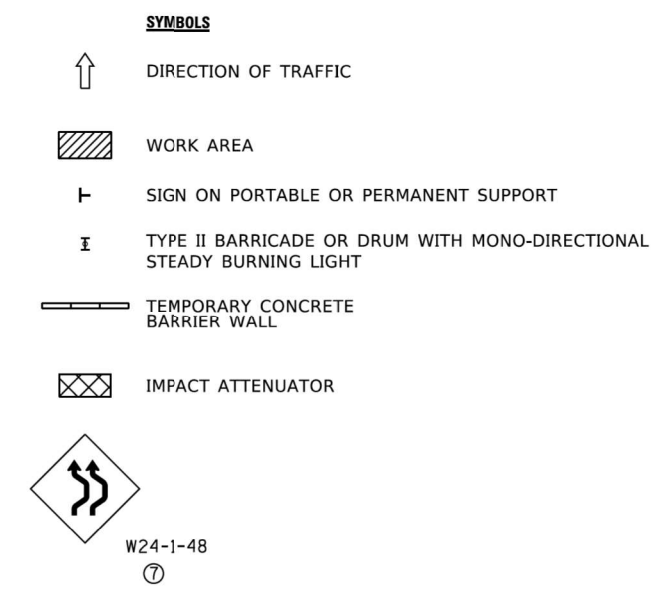 SYMBOLS
DIRECTION OF TRAFFIC
WORK AREA
SIGN ON PORTABLE OR PERMANENT SUPPORT
TYPE II BARRICADE OR DRUM WITH MONO-DIRECTIONAL
STEADY BURNING LIGHT
TEMPORARY CONCRETE
BARRIER WALL
IMPACT ATTENUATOR
W24-1-48
7